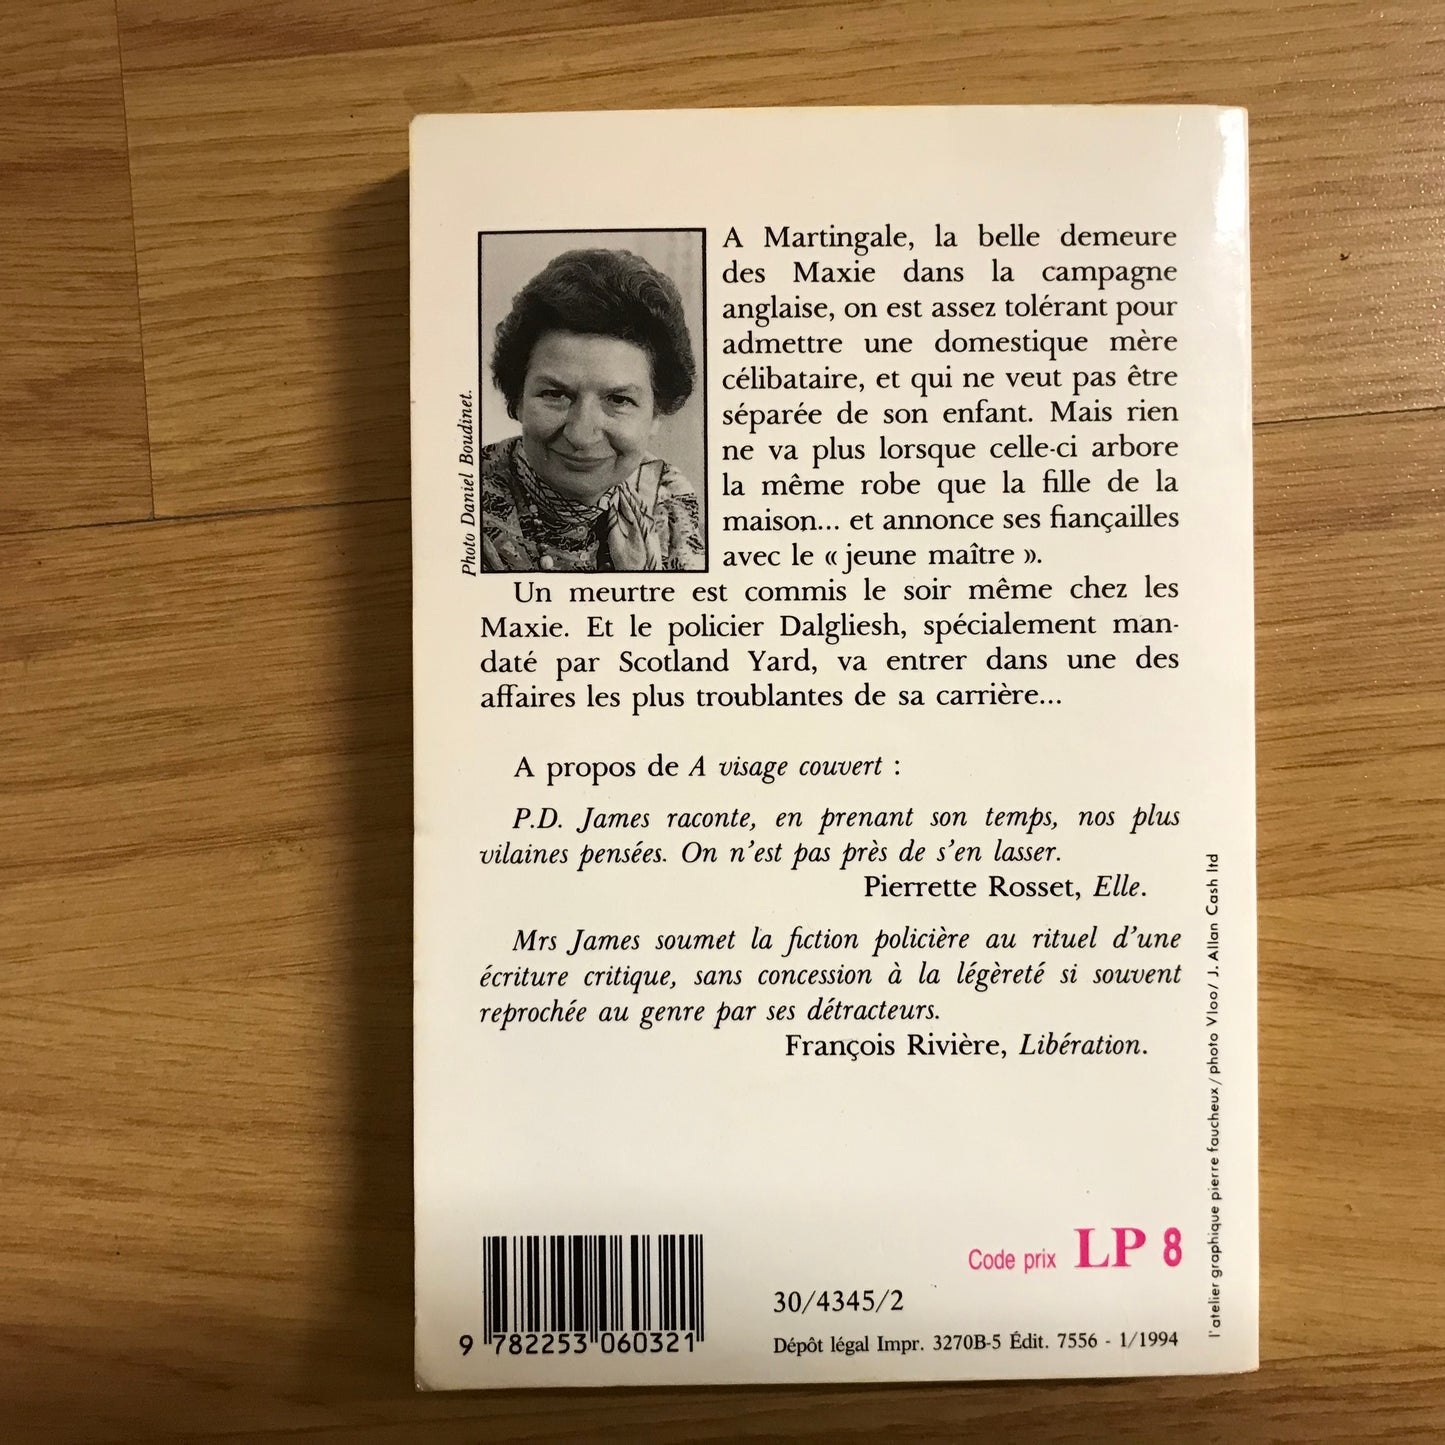 A Martingale, la belle demeure
des Maxie dans la campagne
anglaise, on est assez tolérant pour
admettre une domestique mère
célibataire, et qui ne veut pas être
séparée de son enfant. Mais rien
ne va plus lorsque celle-ci arbore
la même robe que la fille de la
maison... et annonce ses fiançailles
avec le « jeune maître ».
Photo Daniel Boudinet.
Un meurtre est commis le soir même chez les
Maxie. Et le policier Dalgliesh, spécialement man-
daté par Scotland Yard, va entrer dans une des
affaires les plus troublantes de sa carrière...
A propos de A visage couvert :
P.D. James raconte, en prenant son temps, nos plus
vilaines pensées. On n'est pas près de s'en lasser.
Pierrette Rosset, Elle.
Mrs James soumet la fiction policière au rituel d'une
écriture critique, sans concession à la légèreté si souvent
reprochée au genre par ses détracteurs.
François Rivière, Libération.
l'atelier graphique pierre faucheux/photo Vloo/ J. Allan Cash ltd
Code prix LP 8
30/4345/2
9 782253 060321
Dépôt légal Impr. 3270B-5 Édit. 7556 - 1/1994